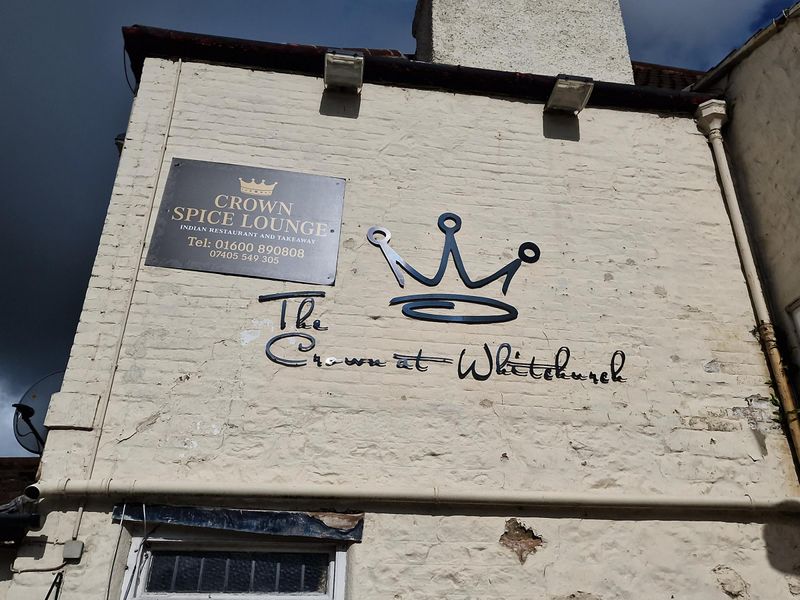 CROWN
SPICE LOUNGE
INDIAN RESTAURANT AND TAKEAWAY
Tel: 01600 890808
07405 549 305
The
Crown at Whitchurch